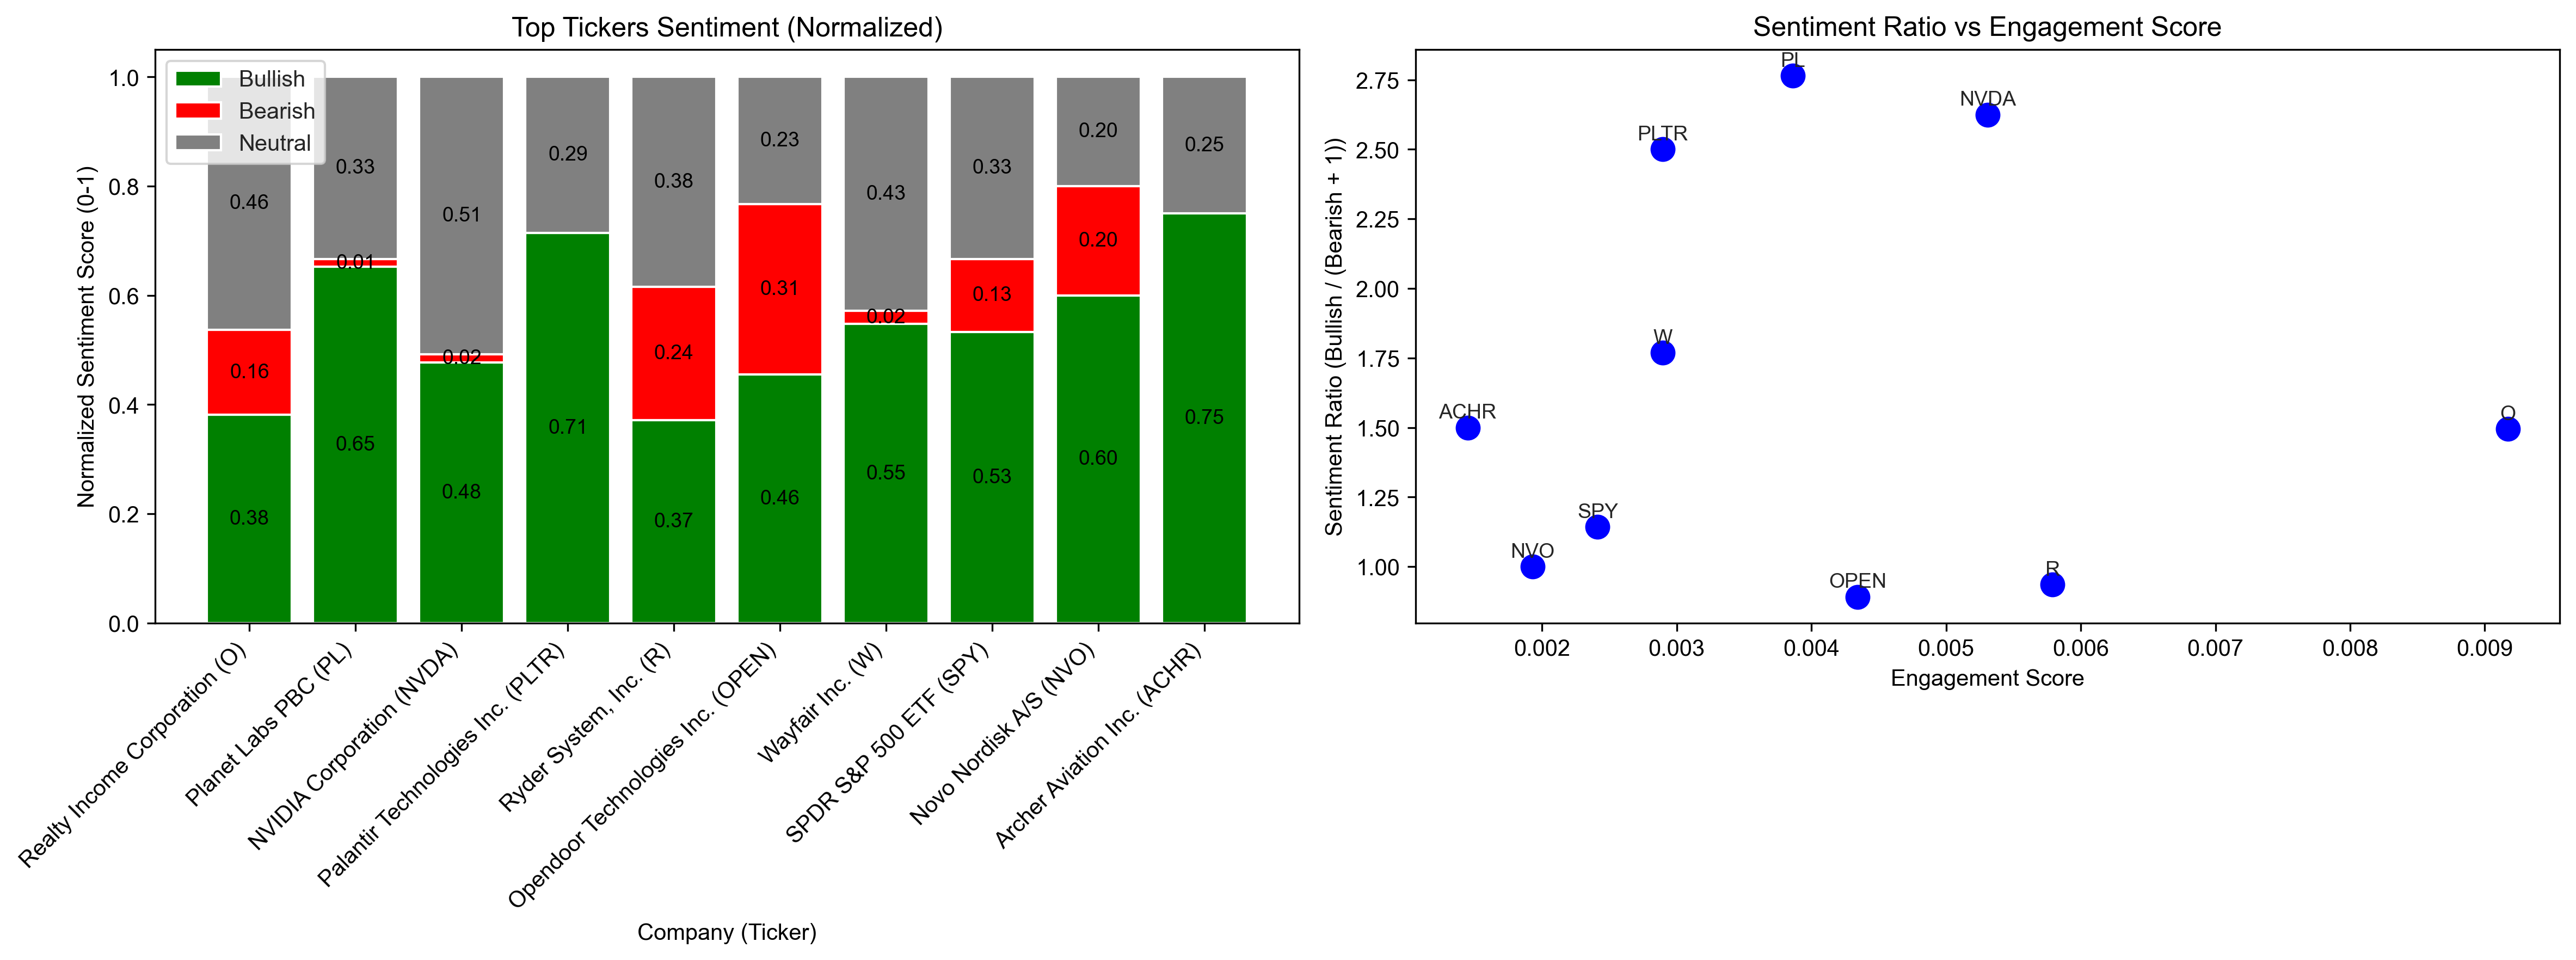 Top Tickers Sentiment (Normalized)
Bullish
Bearish
Neutral
Normalized Sentiment Score (0-1)
1.0
0.8
0.6
0.4
0.2
0.0
0.46
0.16
0.38
0.33
0.01
0.65
0.51
0.02
0.48
0.29
0.71
0.38
0.24
0.37
0.23
0.31
0.46
0.43
0.02
0.55
0.33
0.13
0.53
0.20
0.20
0.60
0.25
0.75
Realty Income Corporation (O)
Planet Labs PBC (PL)
NVIDIA Corporation (NVDA)
Palantir Technologies Inc. (PLTR)
Ryder System, Inc. (R)
Opendoor Technologies Inc. (OPEN)
Wayfair Inc. (W)
SPDR S&P 500 ETF (SPY)
Novo Nordisk A/S (NVO)
Archer Aviation Inc. (ACHR)
Company (Ticker)
Sentiment Ratio vs Engagement Score
Sentiment Ratio (Bullish / (Bearish + 1))
2.75
2.50
2.25
2.00
1.75
1.50
1.25
1.00
PL
NVDA
PLTR
W
ACHR
O
SPY
NVO
OPEN
R
0.002
0.003
0.004
0.005
0.006
0.007
0.008
0.009
Engagement Score